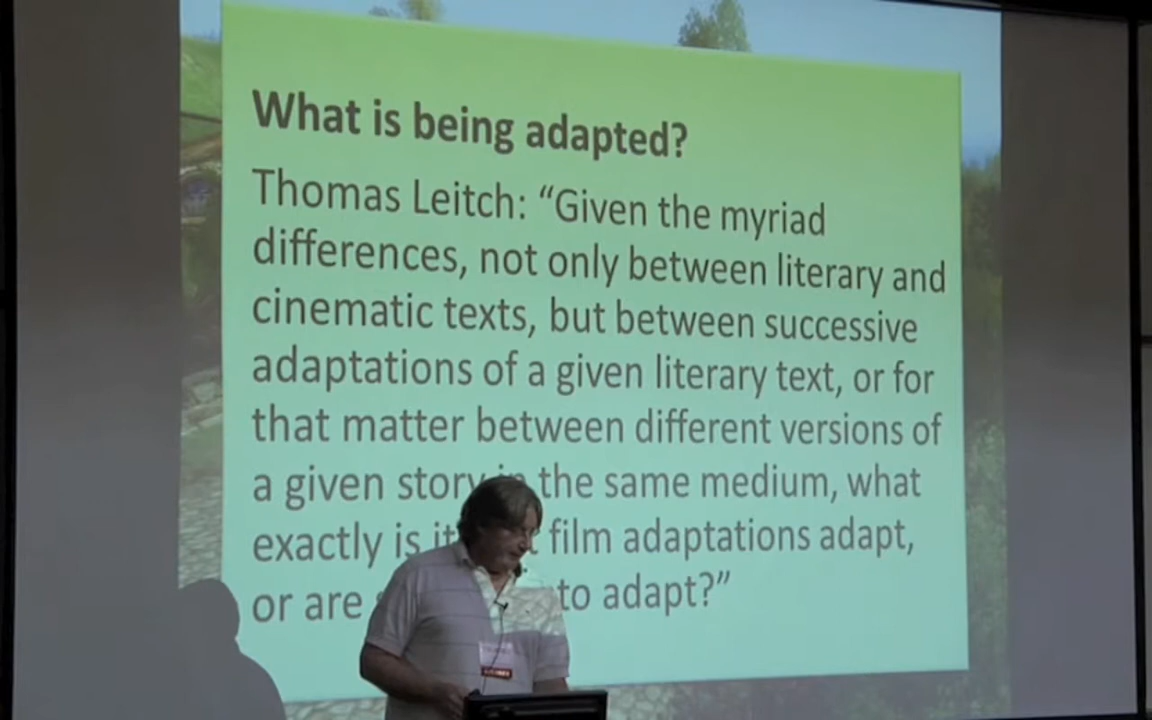 What is being adapted?
Thomas Leitch: “Given the myriad
differences, not only between literary and
cinematic texts, but between successive
adaptations of a given literary text, or for
that matter between different versions of
a given story in the same medium, what
exactly is it film adaptations adapt,
or are to adapt?”